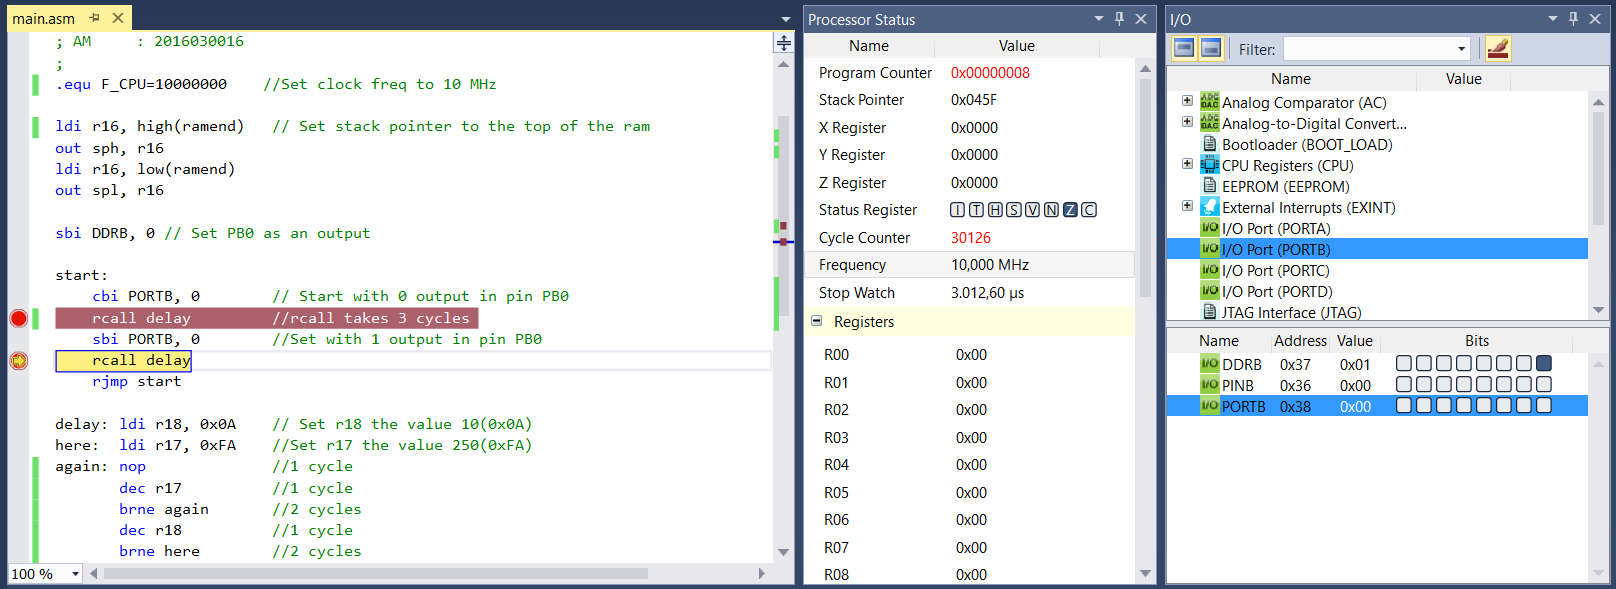 main.asm
; AM     : 2016030016
;
.equ F_CPU=10000000    //Set clock freq to 10 MHz
ldi r16, high(ramend)   // Set stack pointer to the top of the ram
out sph, r16
ldi r16, low(ramend)
out spl, r16
sbi DDRB, 0 // Set PB0 as an output
start:
cbi PORTB, 0         // Start with 0 output in pin PB0
rcall delay          //rcall takes 3 cycles
sbi PORTB, 0         //Set with 1 output in pin PB0
rcall delay
rjmp start
delay: ldi r18, 0x0A    // Set r18 the value 10(0x0A)
here:  ldi r17, 0xFA    //Set r17 the value 250(0xFA)
again: nop                //1 cycle
dec r17            //1 cycle
brne again         //2 cycles
dec r18            //1 cycle
brne here          //2 cycles
100 %
Processor Status
Name Value
Program Counter 0x00000008
Stack Pointer 0x045F
X Register 0x0000
Y Register 0x0000
Z Register 0x0000
Status Register I T H S V N Z C
Cycle Counter 30126
Frequency 10,000 MHz
Stop Watch 3.012,60 µs
Registers
R00 0x00
R01 0x00
R02 0x00
R03 0x00
R04 0x00
R05 0x00
R06 0x00
R07 0x00
R08 0x00
I/O
Filter:
Name Value
ADC DAC Analog Comparator (AC)
ADC DAC Analog-to-Digital Convert...
Bootloader (BOOT_LOAD)
CPU Registers (CPU)
EEPROM (EEPROM)
External Interrupts (EXINT)
I/O I/O Port (PORTA)
I/O I/O Port (PORTB)
I/O I/O Port (PORTC)
I/O I/O Port (PORTD)
JTAG Interface (JTAG)
Name Address Value Bits
I/O DDRB 0x37 0x01
I/O PINB 0x36 0x00
I/O PORTB 0x38 0x00